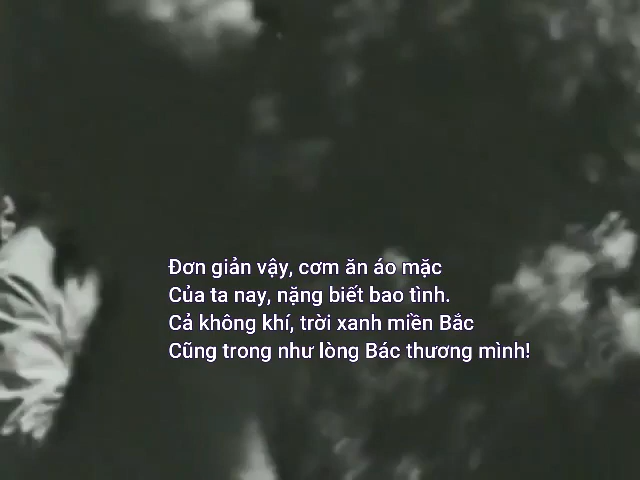 Đơn giản vậy, cơm ăn áo mặc
Của ta nay, nặng biết bao tình.
Cả không khí, trời xanh miền Bắc
Cũng trong như lòng Bác thương mình!